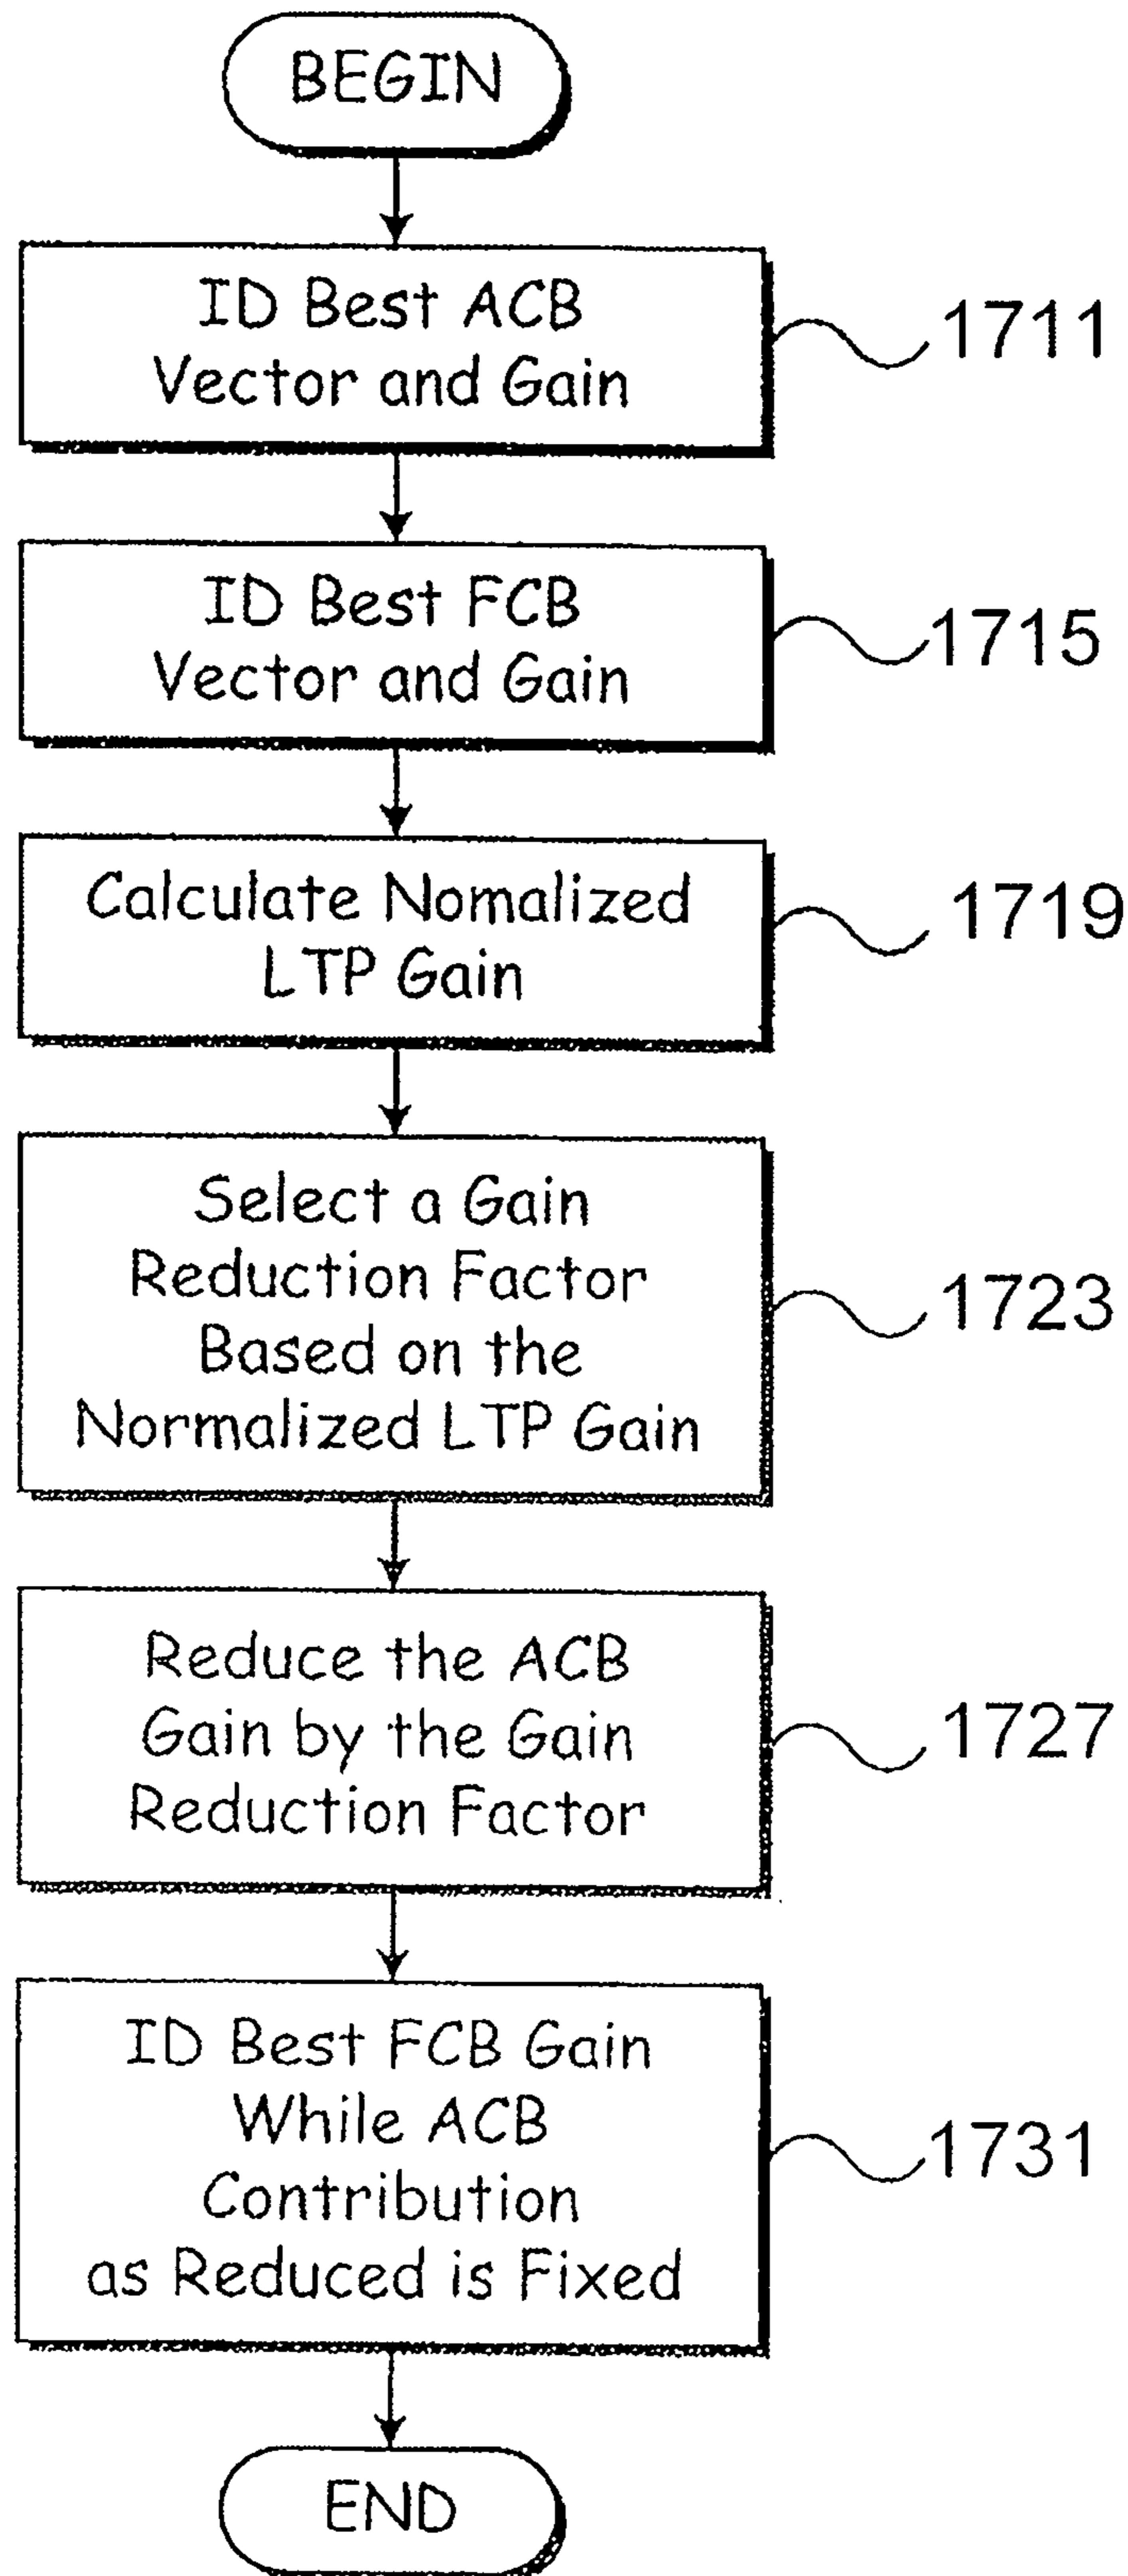 BEGIN
ID Best ACB
Vector and Gain
1711
ID Best FCB
Vector and Gain
1715
Calculate Nomalized
LTP Gain
1719
Select a Gain
Reduction Factor
Based on the
Normalized LTP Gain
1723
Reduce the ACB
Gain by the Gain
Reduction Factor
1727
ID Best FCB Gain
While ACB
Contribution
as Reduced is Fixed
1731
END